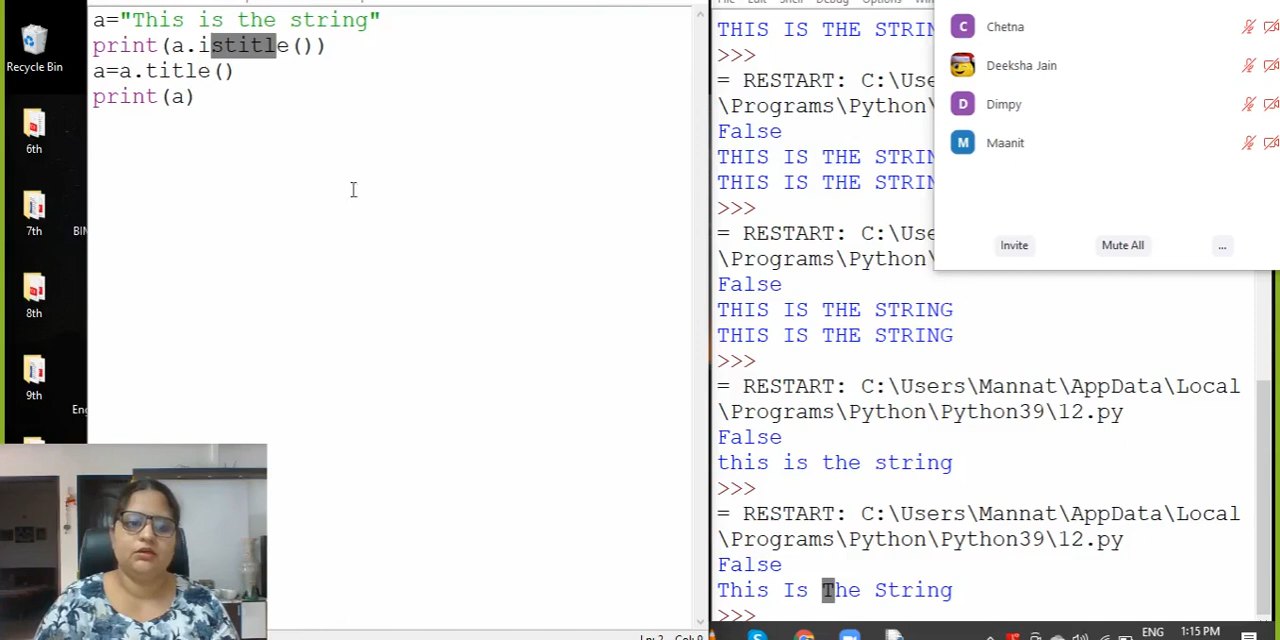 a="This is the string"
print(a.istitle())
a=a.title()
print(a)
Recycle Bin
6th
7th
8th
9th
THIS IS THE
>>>
= RESTART: C:\Use
\Programs\Python\
False
THIS IS THE
THIS IS THE
>>>
= RESTART: C:\Use
\Programs\Python\
False
THIS IS THE STRING
THIS IS THE STRING
>>>
= RESTART: C:\Users\Mannat\AppData\Local
\Programs\Python\Python39\12.py
False
this is the string
>>>
= RESTART: C:\Users\Mannat\AppData\Local
\Programs\Python\Python39\12.py
False
This Is The String
>>>
C Chetna
Deeksha Jain
D Dimpy
M Maanit
Invite Mute All ...
ENG 1:15 PM